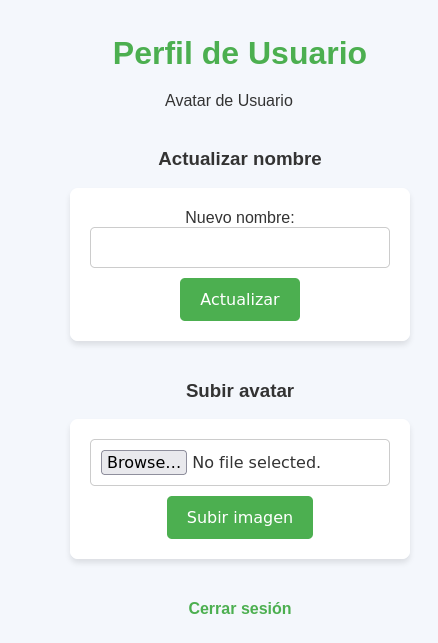 Perfil de Usuario
Avatar de Usuario
Actualizar nombre
Nuevo nombre:
Actualizar
Subir avatar
Browse... No file selected.
Subir imagen
Cerrar sesión